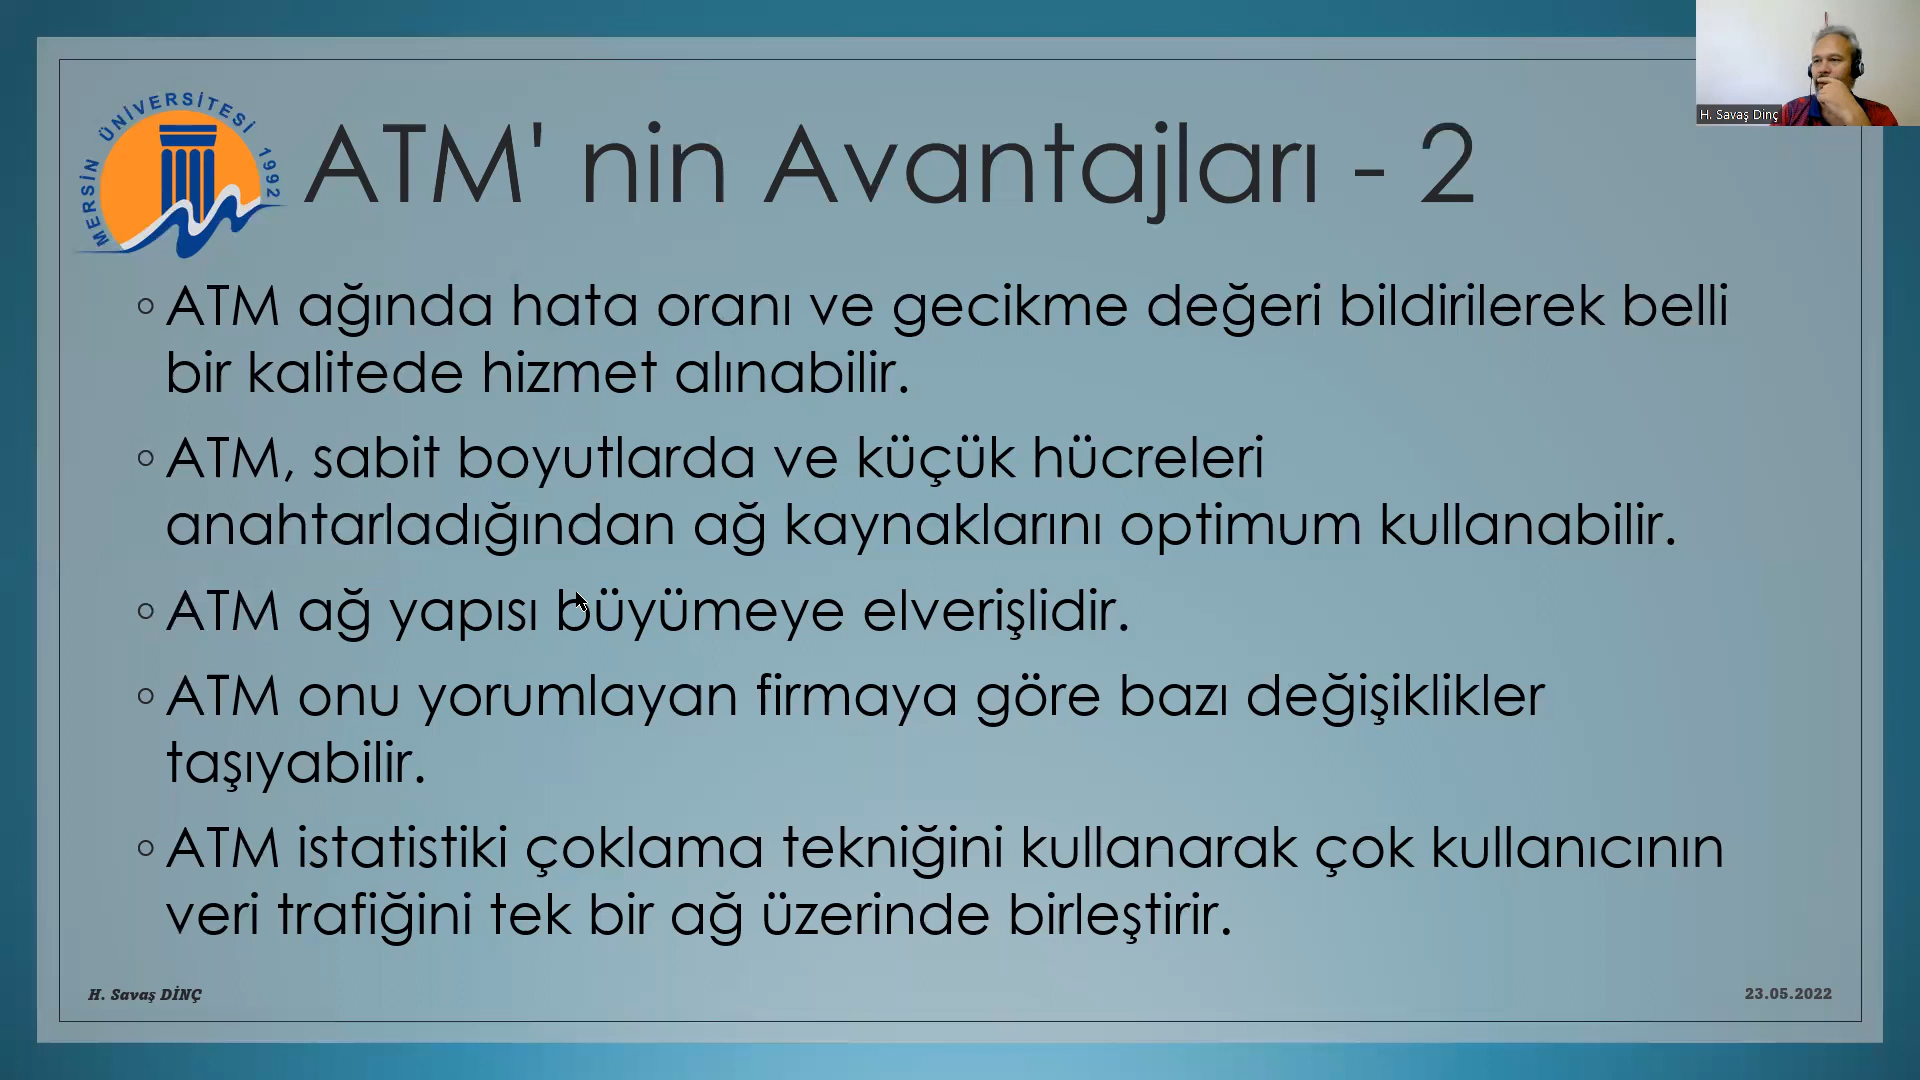 H. Savaş Dinç
MERSİN ÜNİVERSİTESİ 1992
ATM' nin Avantajları - 2
◦ ATM ağında hata oranı ve gecikme değeri bildirilerek belli
bir kalitede hizmet alınabilir.
◦ ATM, sabit boyutlarda ve küçük hücreleri
anahtarladığından ağ kaynaklarını optimum kullanabilir.
◦ ATM ağ yapısı büyümeye elverişlidir.
◦ ATM onu yorumlayan firmaya göre bazı değişiklikler
taşıyabilir.
◦ ATM istatistiki çoklama tekniğini kullanarak çok kullanıcının
veri trafiğini tek bir ağ üzerinde birleştirir.
H. Savaş DİNÇ
23.05.2022